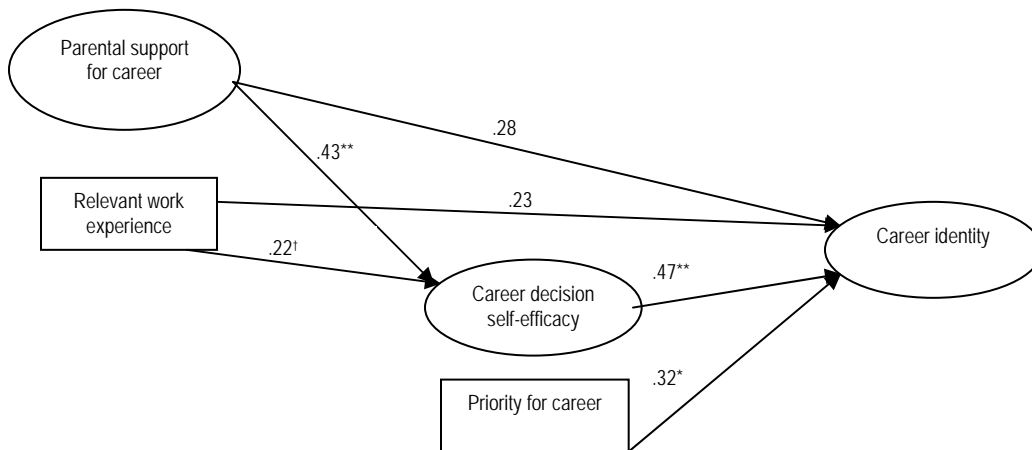 Parental support
for career
.28
.43**
Relevant work
experience
.23
Career identity
.22†
.47**
Career decision
self-efficacy
.32*
Priority for career